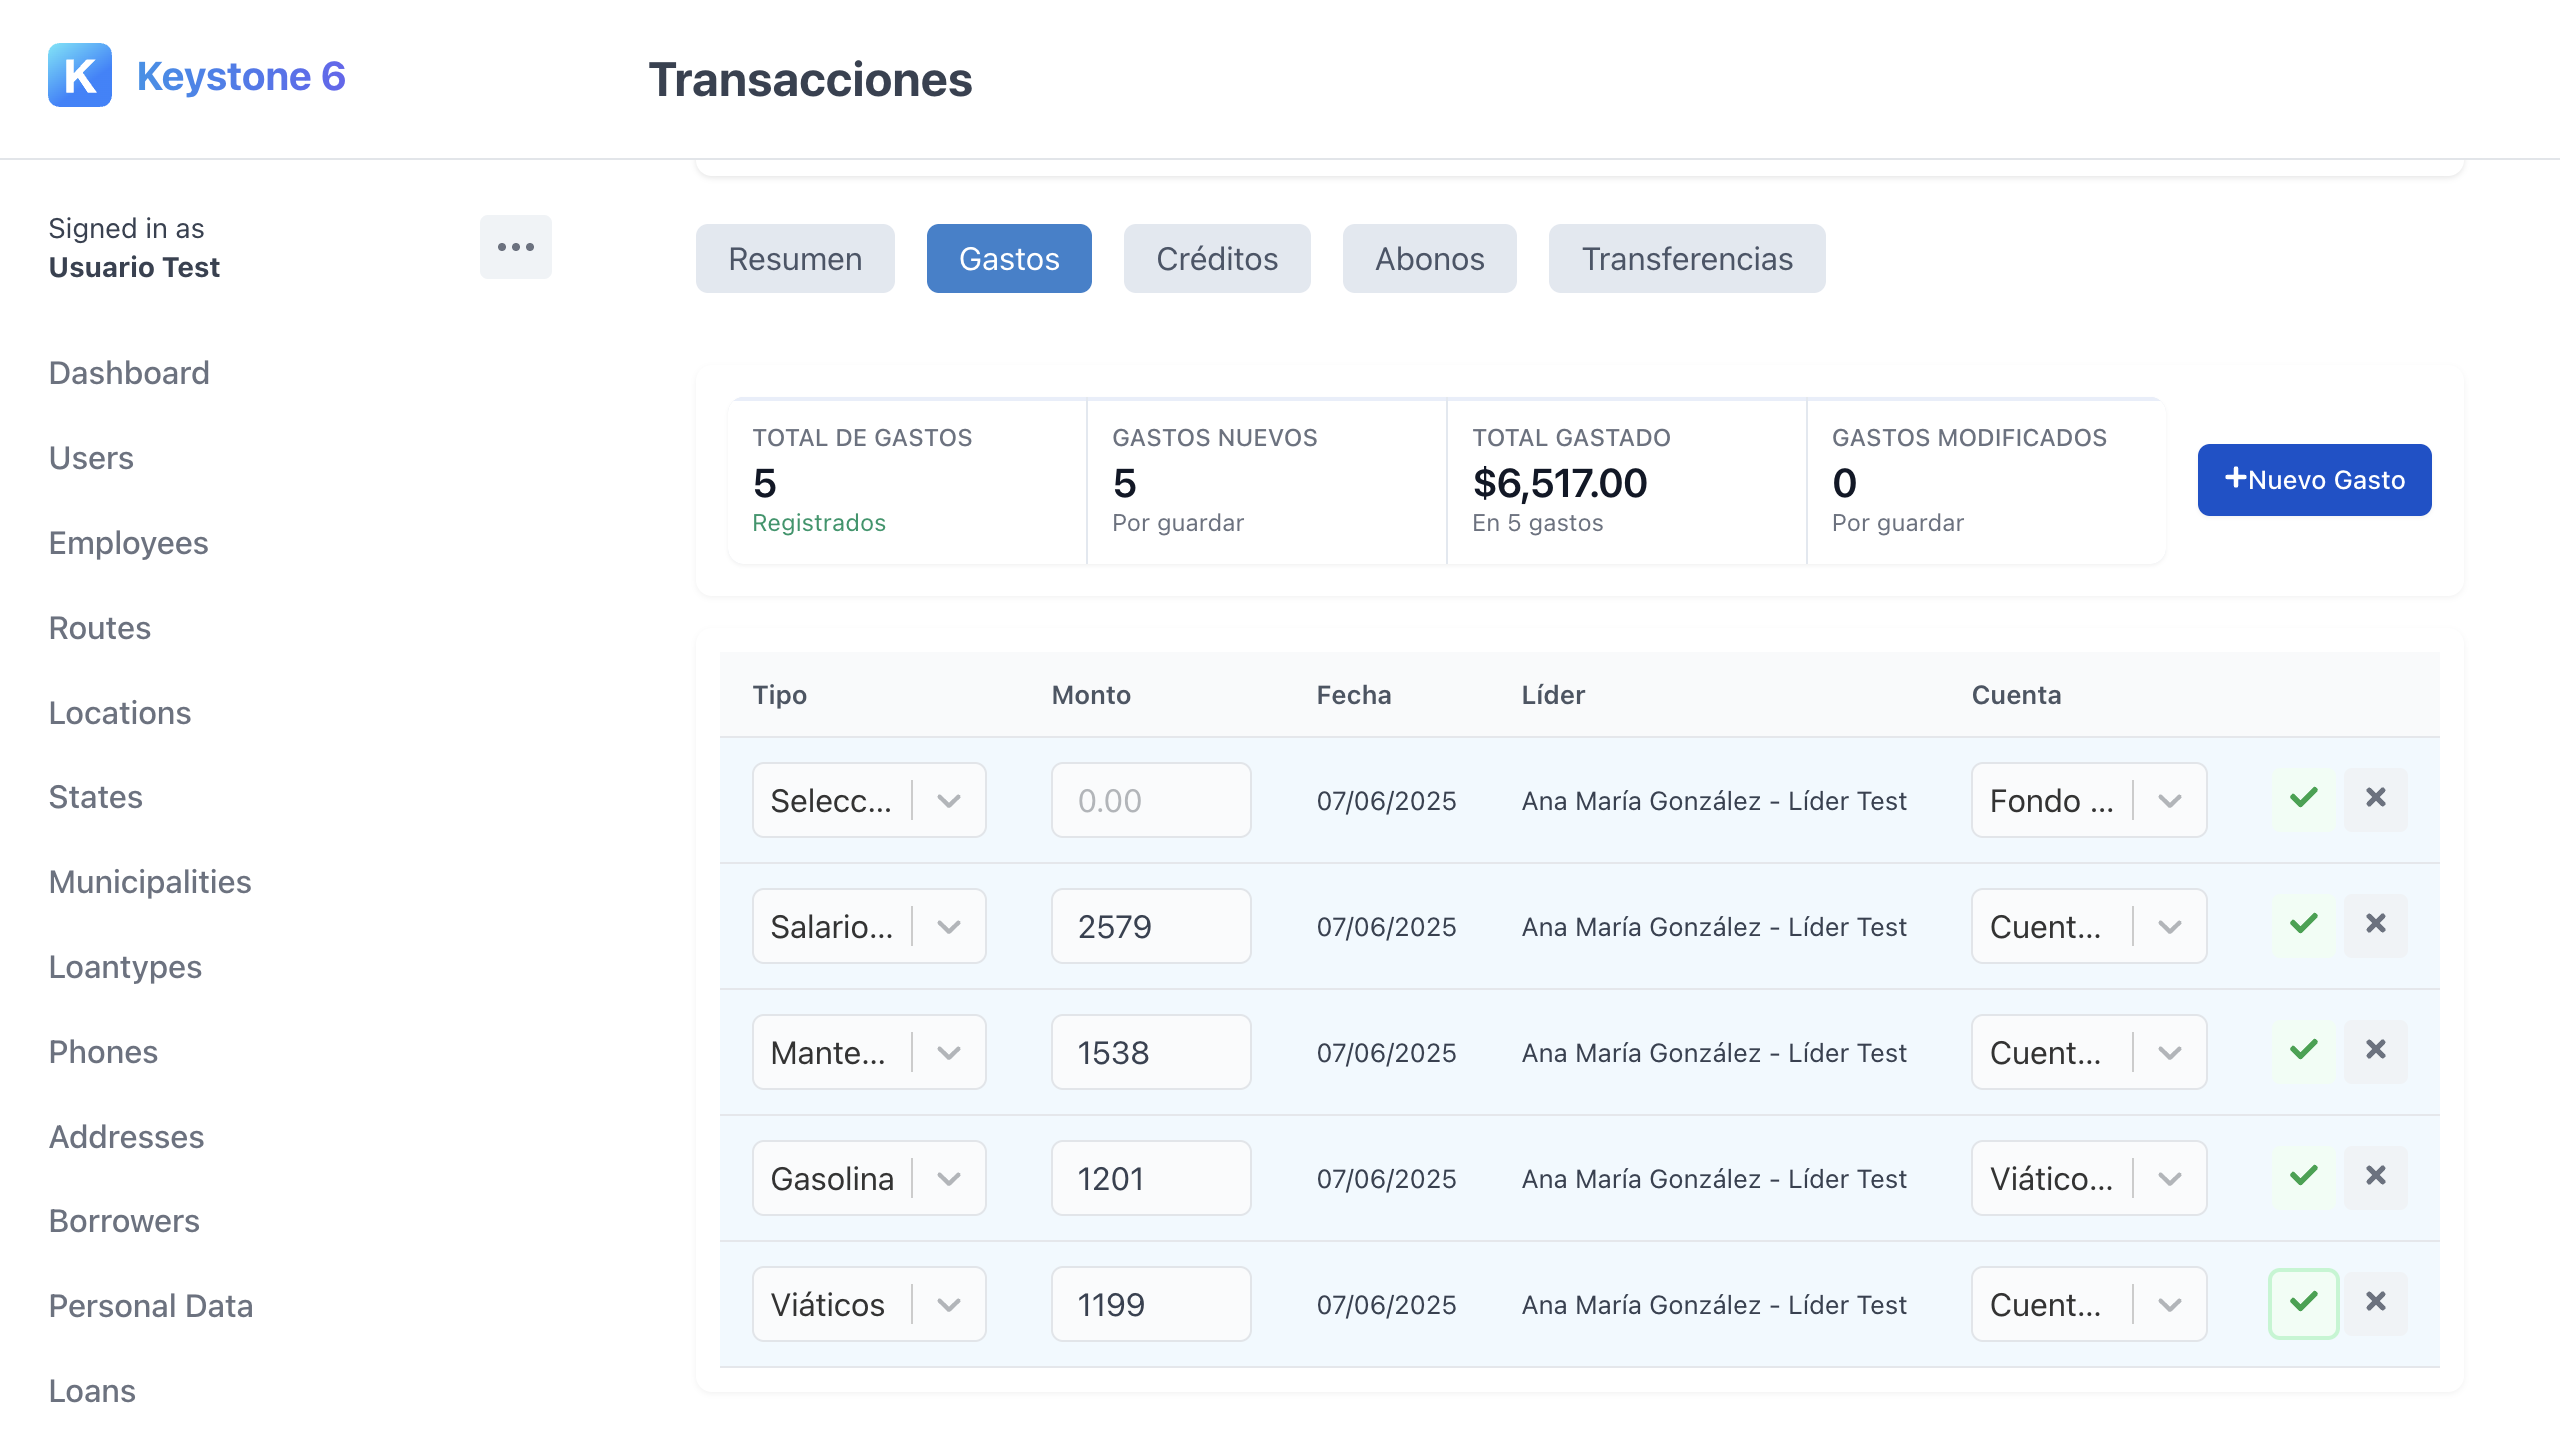 K Keystone 6
Transacciones
Signed in as
Usuario Test
Dashboard
Users
Employees
Routes
Locations
States
Municipalities
Loantypes
Phones
Addresses
Borrowers
Personal Data
Loans
Resumen Gastos Créditos Abonos Transferencias
TOTAL DE GASTOS
5
Registrados
GASTOS NUEVOS
5
Por guardar
TOTAL GASTADO
$6,517.00
En 5 gastos
GASTOS MODIFICADOS
0
Por guardar
+Nuevo Gasto
Tipo Monto Fecha Líder Cuenta
Selecc... 0.00 07/06/2025 Ana María González - Líder Test Fondo ...
Salario... 2579 07/06/2025 Ana María González - Líder Test Cuent...
Mante... 1538 07/06/2025 Ana María González - Líder Test Cuent...
Gasolina 1201 07/06/2025 Ana María González - Líder Test Viático...
Viáticos 1199 07/06/2025 Ana María González - Líder Test Cuent...